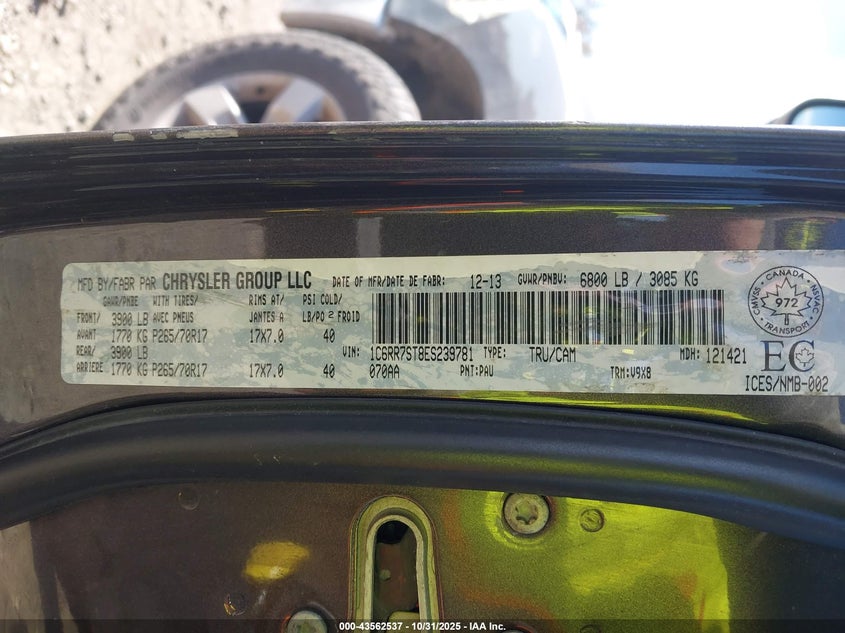 MFD BY/FABR PAR CHRYSLER GROUP LLC DATE OF MFR/DATE DE FABR: 12-13 GVWR/PNBV: 6800 LB / 3085 KG
GAWR/PNBE WITH TIRES/ RIMS AT/ PSI COLD/
FRONT/ 3900 LB AVEC PNEUS JANTES A LB/PO 2 FROID
AVANT 1770 KG P265/70R17 17X7.0 40
REAR/ 3900 LB VIN: 1C6RR7ST8ES239781 TYPE: TRU/CAM MDH: 121421
ARRIERE 1770 KG P265/70R17 17X7.0 40 070AA PNT:PAU TRM:V9X8
CANADA
CMVSS 972 NSVAC
TRANSPORT
EC
ICES/NMB-002
000-43562537 - 10/31/2025 - IAA Inc.